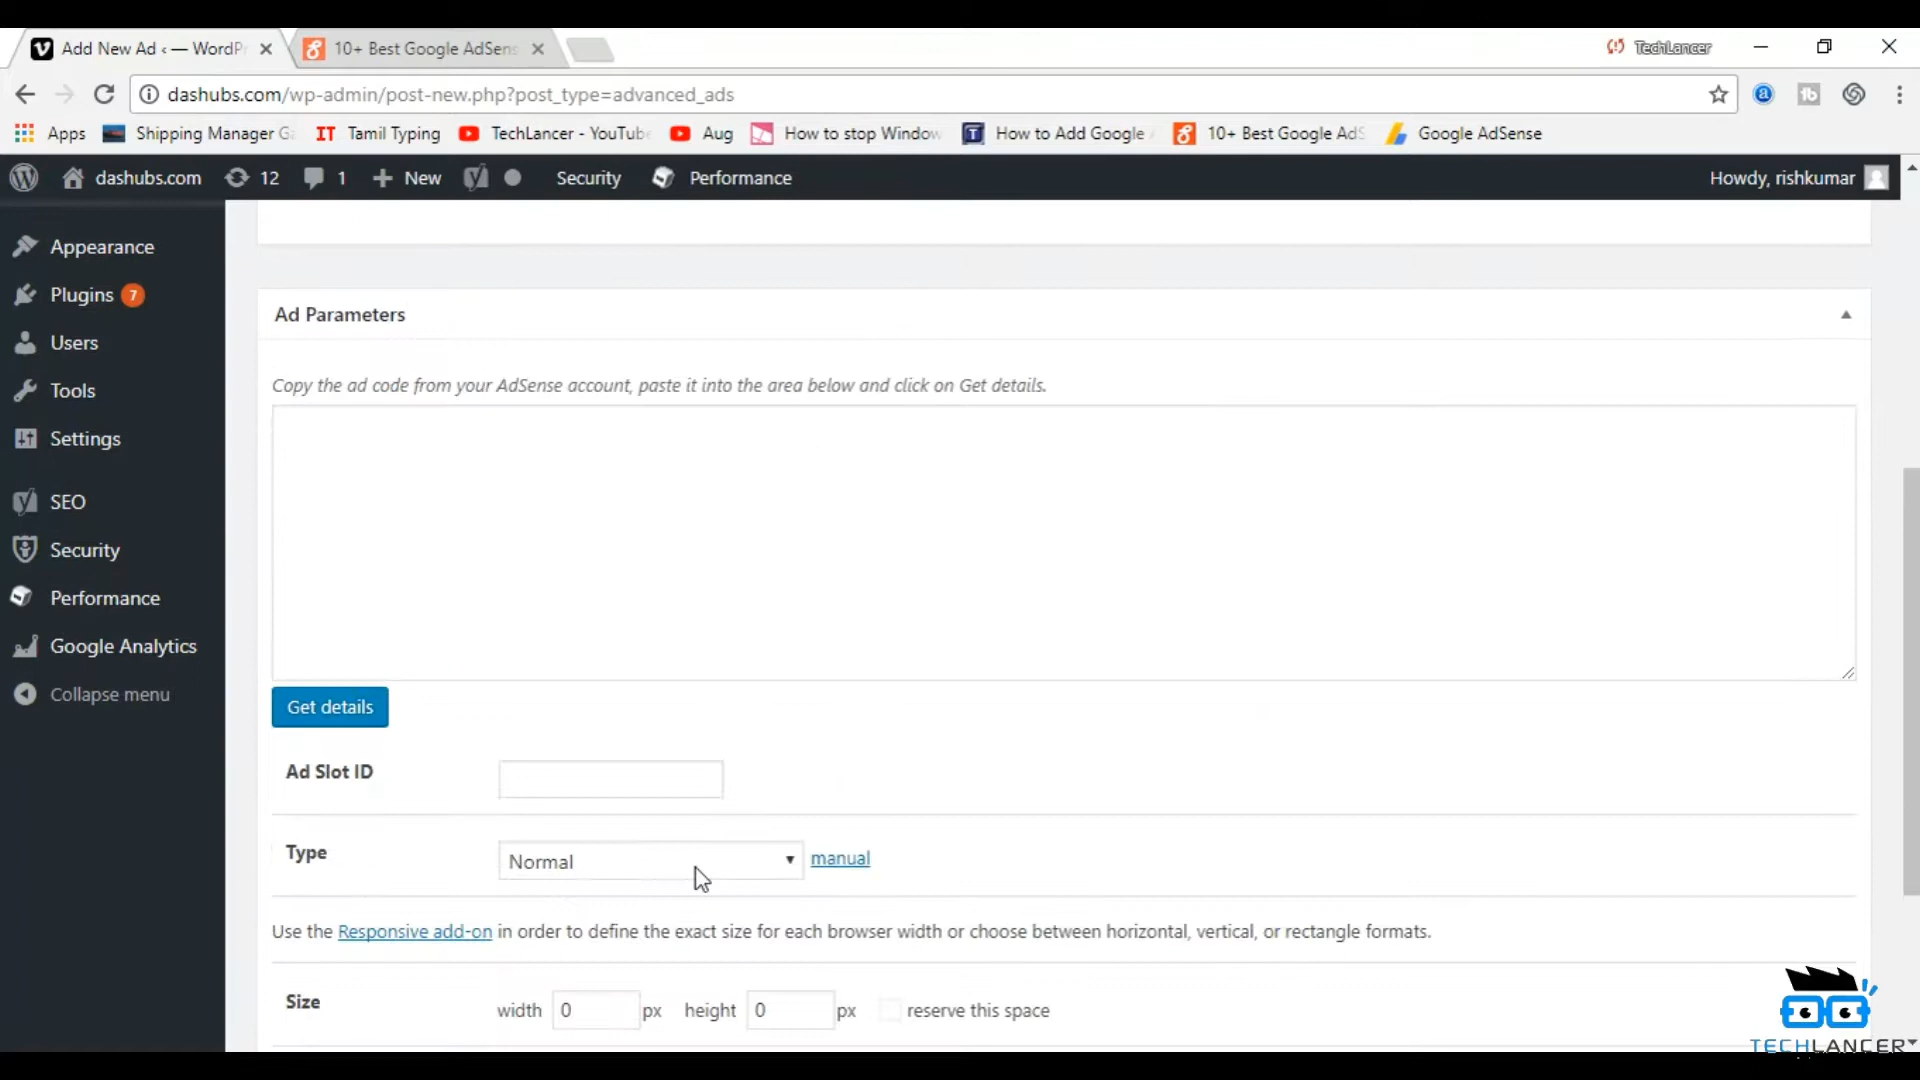 Add New Ad ‹ — WordPr
10+ Best Google AdSens
TechLancer
dashubs.com/wp-admin/post-new.php?post_type=advanced_ads
Apps
Shipping Manager Ga
IT Tamil Typing
TechLancer - YouTube
Aug
How to stop Window
How to Add Google A
10+ Best Google AdS
Google AdSense
dashubs.com
12
1
New
Security
Performance
Howdy, rishkumar
Appearance
Plugins 7
Users
Tools
Settings
SEO
Security
Performance
Google Analytics
Collapse menu
Ad Parameters
Copy the ad code from your AdSense account, paste it into the area below and click on Get details.
Get details
Ad Slot ID
Type
Normal
manual
Use the Responsive add-on in order to define the exact size for each browser width or choose between horizontal, vertical, or rectangle formats.
Size
width 0 px height 0 px reserve this space
TECHLANCER